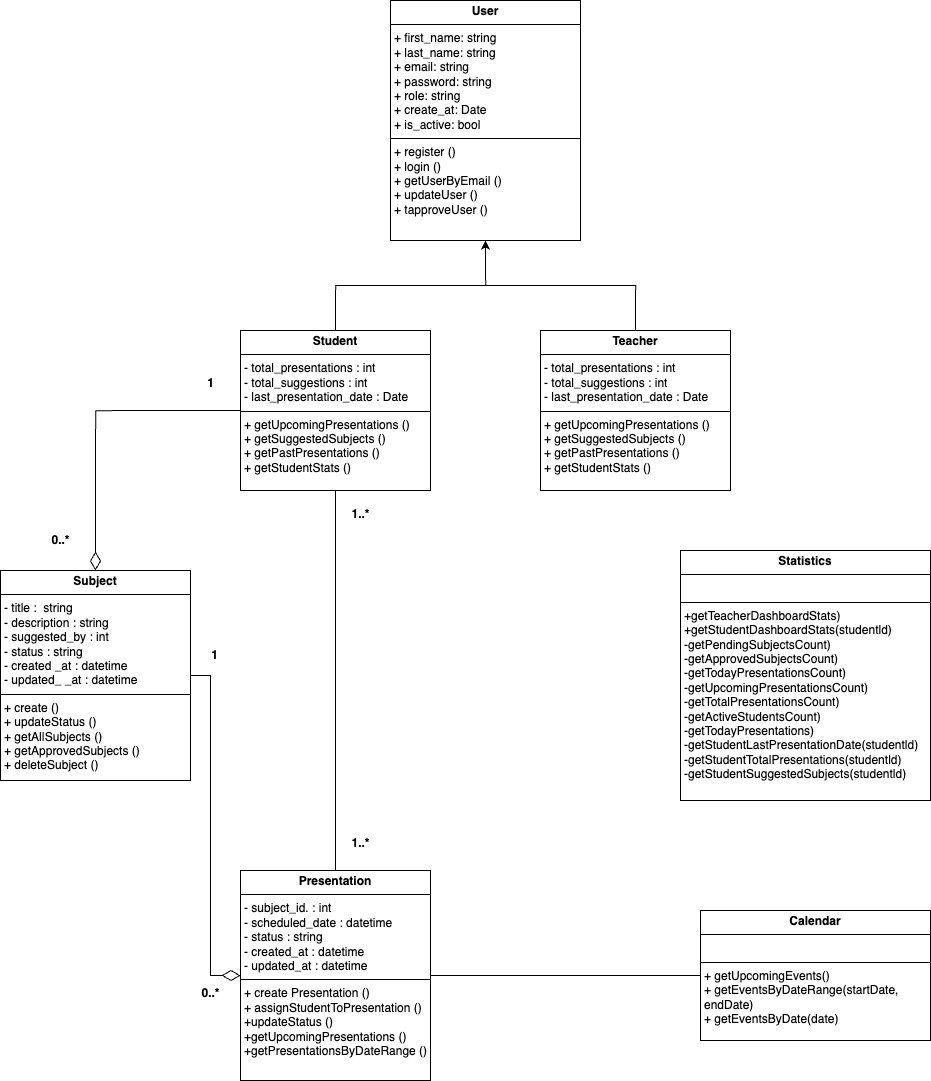 User
+ first_name: string
+ last_name: string
+ email: string
+ password: string
+ role: string
+ create_at: Date
+ is_active: bool
+ register ()
+ login ()
+ getUserByEmail ()
+ updateUser ()
+ tapproveUser ()
Student
- total_presentations : int
- total_suggestions : int
- last_presentation_date : Date
+ getUpcomingPresentations ()
+ getSuggestedSubjects ()
+ getPastPresentations ()
+ getStudentStats ()
Teacher
- total_presentations : int
- total_suggestions : int
- last_presentation_date : Date
+ getUpcomingPresentations ()
+ getSuggestedSubjects ()
+ getPastPresentations ()
+ getStudentStats ()
1
0..*
1..*
Subject
- title :  string
- description : string
- suggested_by : int
- status : string
- created _at : datetime
- updated_ _at : datetime
+ create ()
+ updateStatus ()
+ getAllSubjects ()
+ getApprovedSubjects ()
+ deleteSubject ()
1
Statistics
+getTeacherDashboardStats)
+getStudentDashboardStats(studentId)
-getPendingSubjectsCount)
-getApprovedSubjectsCount)
-getTodayPresentationsCount)
-getUpcomingPresentationsCount)
-getTotalPresentationsCount)
-getActiveStudentsCount)
-getTodayPresentations)
-getStudentLastPresentationDate(studentId)
-getStudentTotalPresentations(studentId)
-getStudentSuggestedSubjects(studentId)
1..*
Presentation
- subject_id. : int
- scheduled_date : datetime
- status : string
- created_at : datetime
- updated_at : datetime
+ create Presentation ()
+ assignStudentToPresentation ()
+updateStatus ()
+getUpcomingPresentations ()
+getPresentationsByDateRange ()
0..*
Calendar
+ getUpcomingEvents()
+ getEventsByDateRange(startDate,
endDate)
+ getEventsByDate(date)